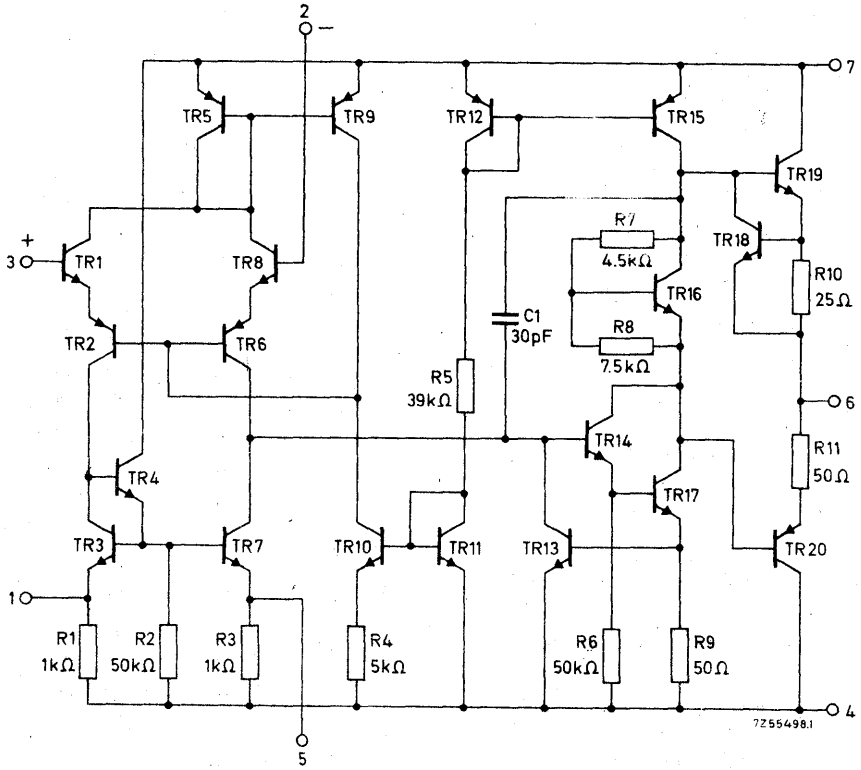 2
−
7
TR5
TR9
TR12
TR15
TR19
R7
4.5kΩ
TR18
+
3
TR1
TR8
R10
25Ω
TR16
C1
30pF
TR2
TR6
R8
7.5kΩ
R5
39kΩ
6
TR14
R11
50Ω
TR4
TR17
TR3
TR7
TR10
TR11
TR13
TR20
1
R1
1kΩ
R2
50kΩ
R3
1kΩ
R4
5kΩ
R6
50kΩ
R9
50Ω
4
7Z55498.1
5